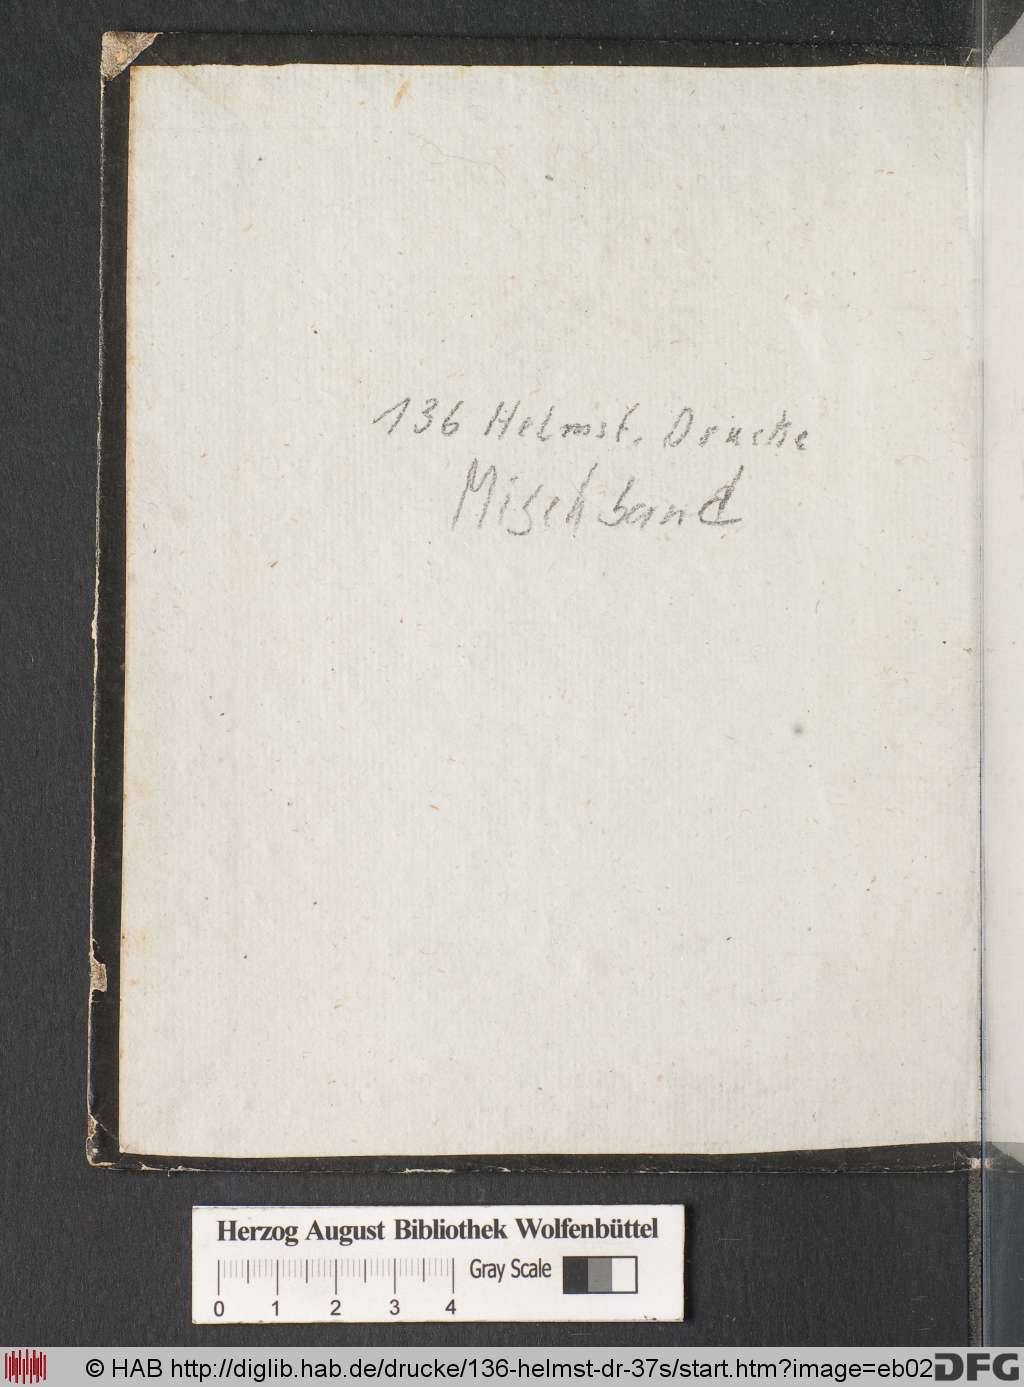 136 Helmst. Drucke
Mischband
Herzog August Bibliothek Wolfenbüttel
Gray Scale
0 1 2 3 4
© HAB http://diglib.hab.de/drucke/136-helmst-dr-37s/start.htm?image=eb02
DFG